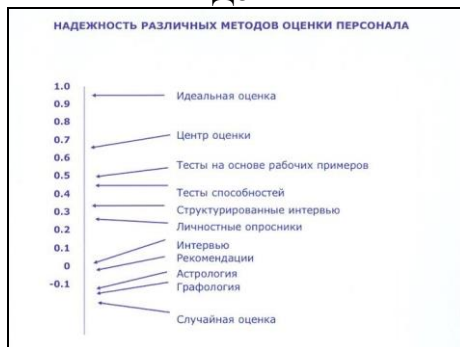 НАДЕЖНОСТЬ РАЗЛИЧНЫХ МЕТОДОВ ОЦЕНКИ ПЕРСОНАЛА
1.0
0.9
0.8
0.7
0.6
0.5
0.4
0.3
0.2
0.1
0
-0.1
Идеальная оценка
Центр оценки
Тесты на основе рабочих примеров
Тесты способностей
Структурированные интервью
Личностные опросники
Интервью
Рекомендации
Астрология
Графология
Случайная оценка